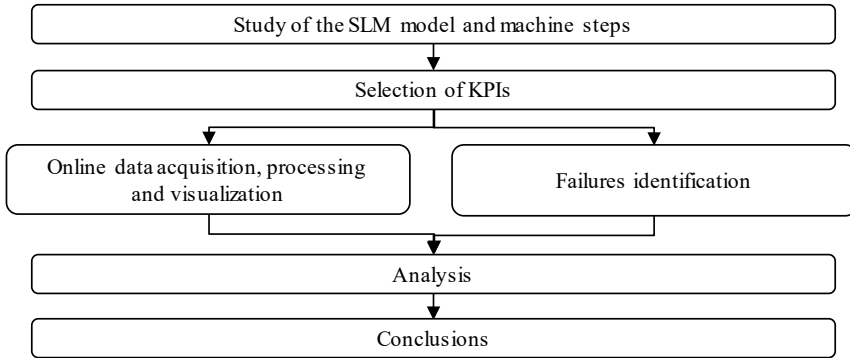 Study of the SLM model and machine steps
Selection of KPIs
Online data acquisition, processing
and visualization
Failures identification
Analysis
Conclusions